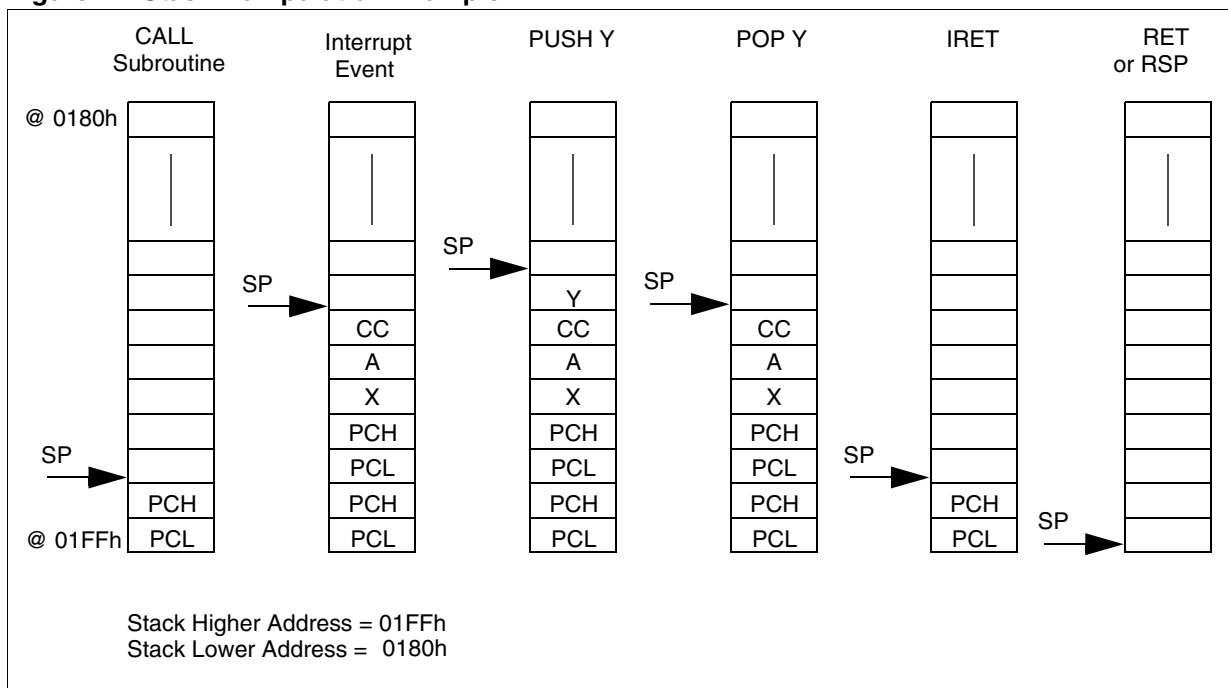 CALL
Subroutine
Interrupt
Event
PUSH Y
POP Y
IRET
RET
or RSP
@ 0180h
SP
SP
SP
Y
CC
CC
CC
A
A
A
X
X
X
PCH
PCH
PCH
SP
PCL
PCL
PCL
SP
PCH
PCH
PCH
PCH
PCH
@ 01FFh
PCL
PCL
PCL
PCL
PCL
SP
Stack Higher Address = 01FFh
Stack Lower Address = 0180h